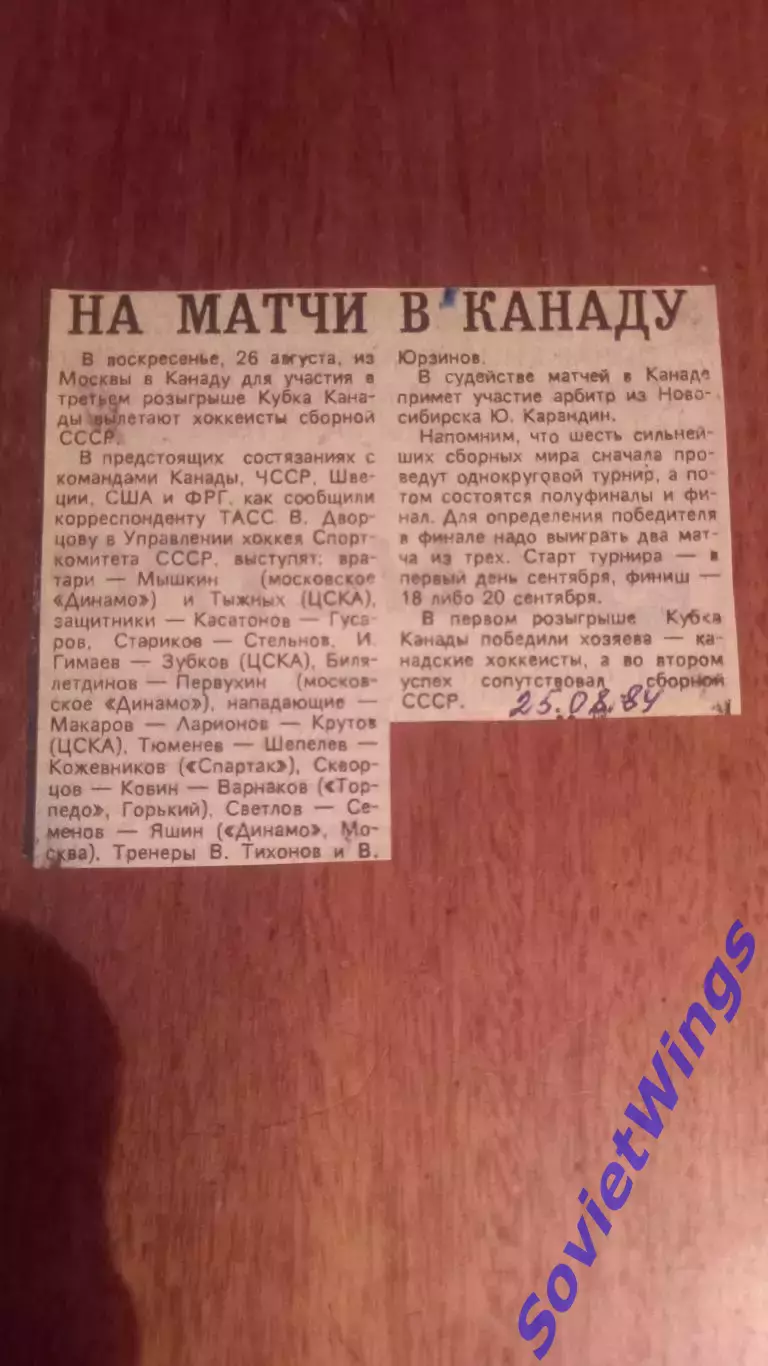 НА МАТЧИ В КАНАДУ
В воскресенье, 26 августа, из
Москвы в Канаду для участия в
третьем розыгрыше Кубка Кана-
ды вылетают хоккеисты сборной
СССР.
В предстоящих состязаниях с
командами Канады, ЧССР, Шве-
ции, США и ФРГ, как сообщили
корреспонденту ТАСС В. Двор-
цову в Управлении хоккея Спорт-
комитета СССР, выступят: вра-
тари — Мышкин (московское
«Динамо») и Тыжных (ЦСКА),
защитники — Касатонов — Гуса-
ров, Стариков — Стельнов, И.
Гимаев — Зубков (ЦСКА), Биля-
летдинов — Первухин (москов-
ское «Динамо»), нападающие —
Макаров — Ларионов — Крутов
(ЦСКА), Тюменев — Шепелев —
Кожевников («Спартак»), Сквор-
цов — Ковин — Варнаков («Тор-
педо», Горький), Светлов — Се-
менов — Яшин («Динамо», Мо-
сква). Тренеры В. Тихонов и В.
Юрзинов.
В судействе матчей в Канаде
примет участие арбитр из Ново-
сибирска Ю. Карандин.
Напомним, что шесть сильней-
ших сборных мира сначала про-
ведут однокруговой турнир, а по-
том состоятся полуфиналы и фи-
нал. Для определения победителя
в финале надо выиграть два мат-
ча из трех. Старт турнира — в
первый день сентября, финиш —
18 либо 20 сентября.
В первом розыгрыше Кубка
Канады победили хозяева — ка-
надские хоккеисты, а во втором
успех сопутствовал сборной
СССР.
25.08.84
SovietWings